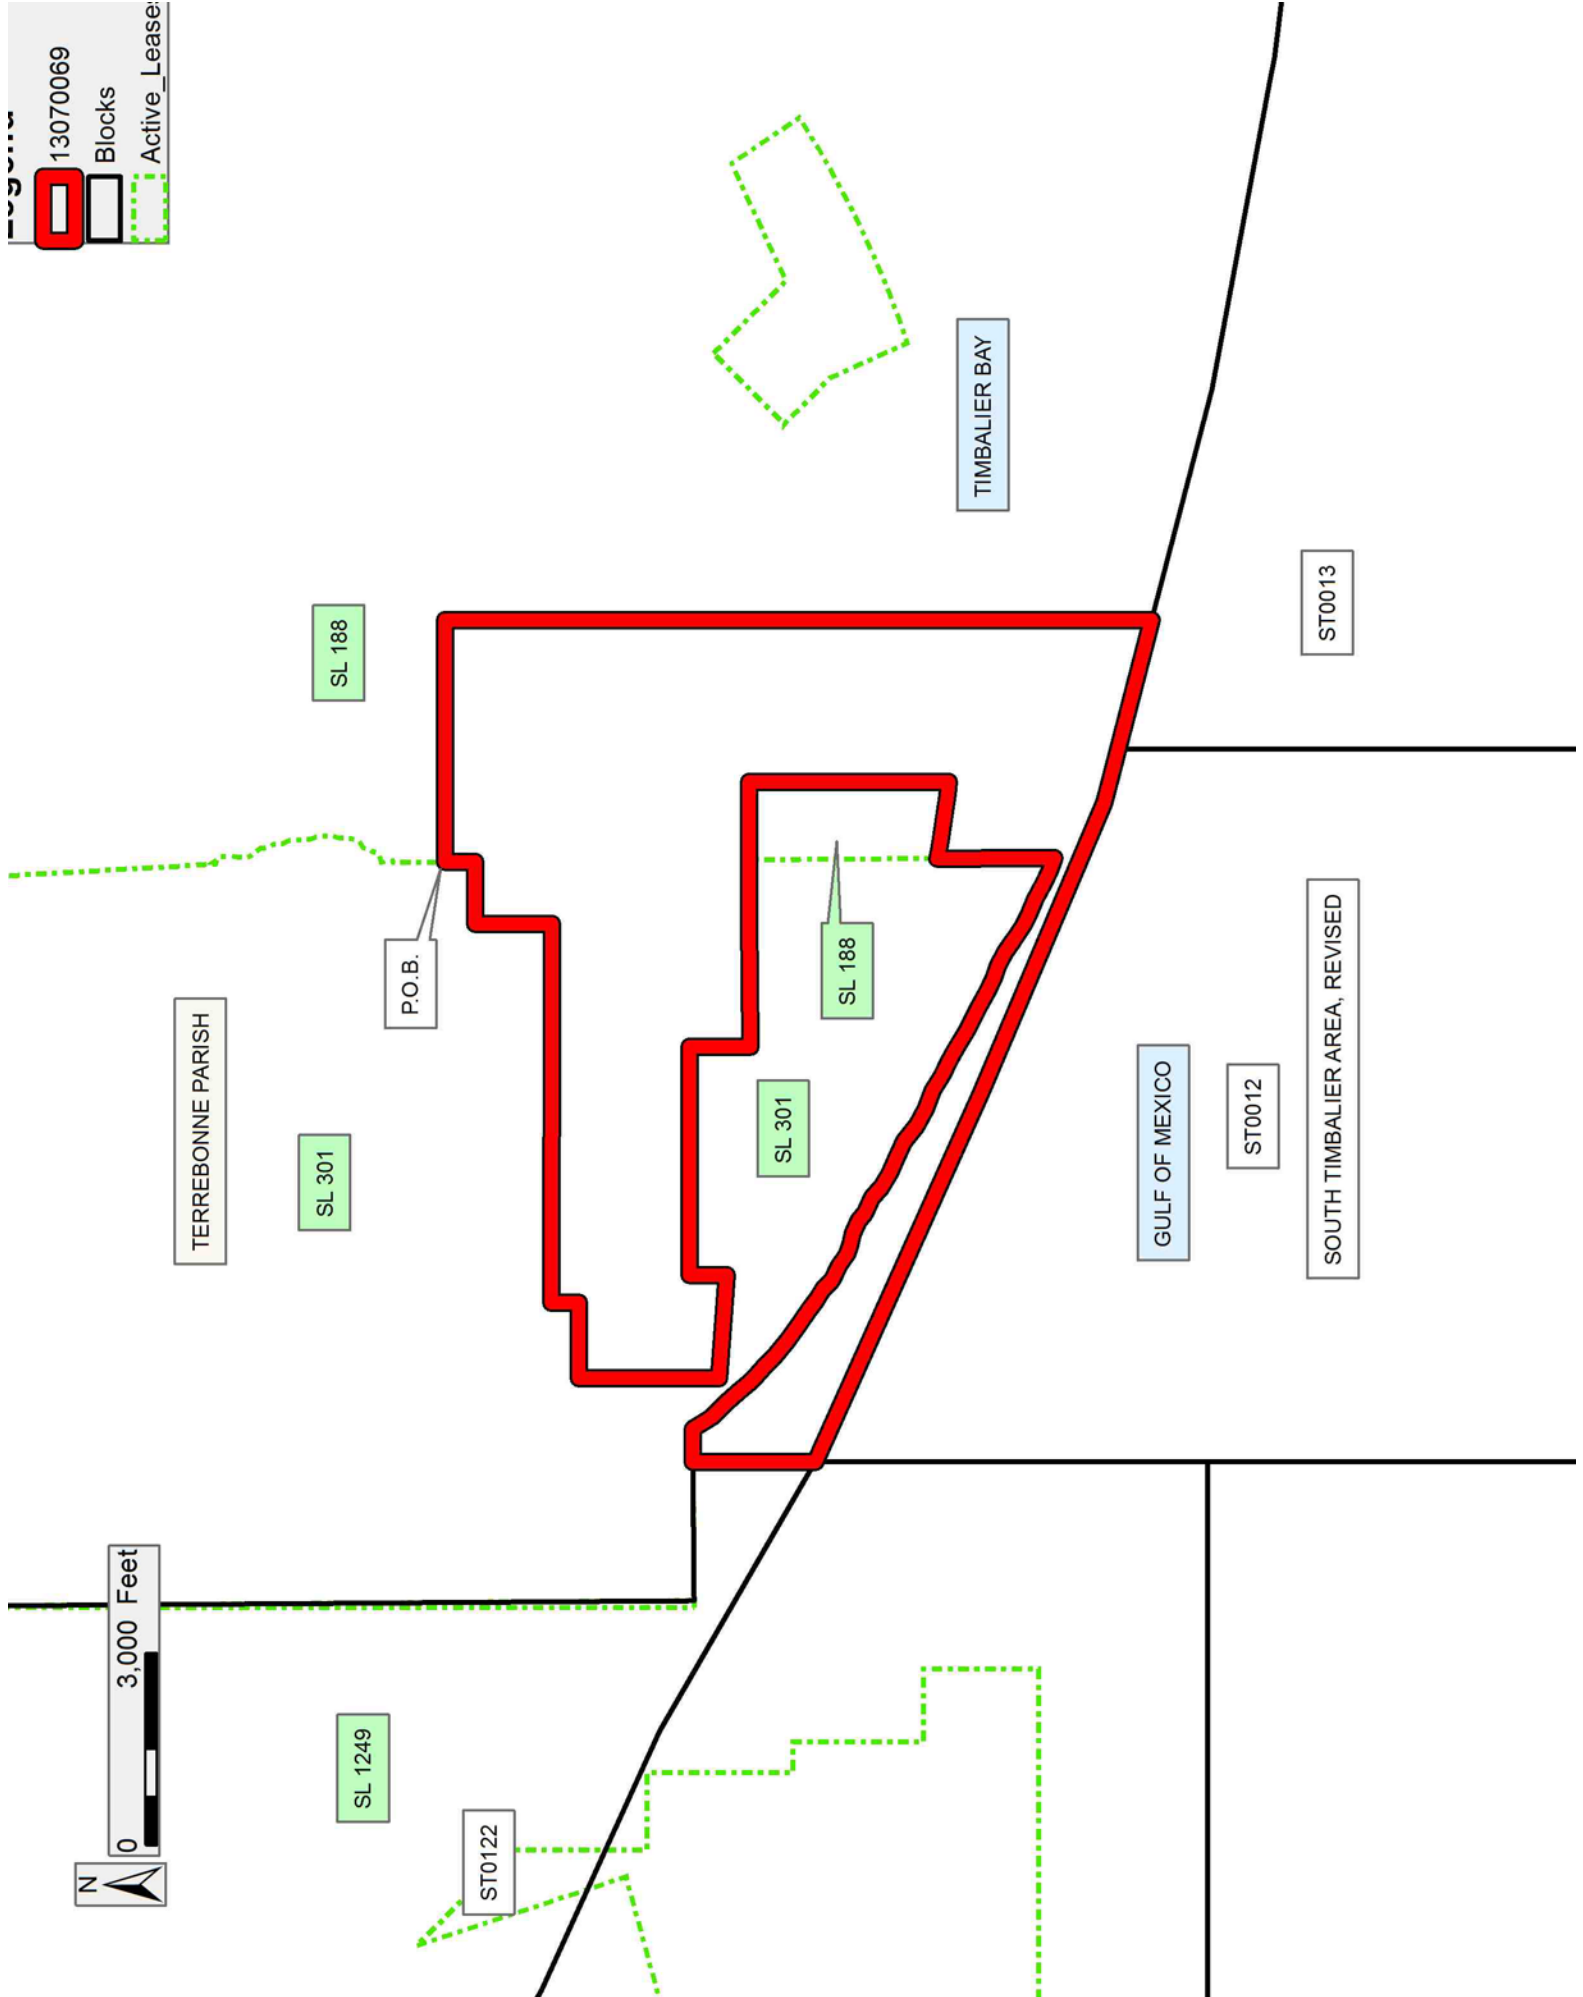 N
0 3,000 Feet
TERREBONNE PARISH
SL 188
SL 301
SL 1249
P.O.B.
ST0122
SL 301
SL 188
TIMBALIER BAY
GULF OF MEXICO
ST0012
ST0013
SOUTH TIMBALIER AREA, REVISED
13070069
Blocks